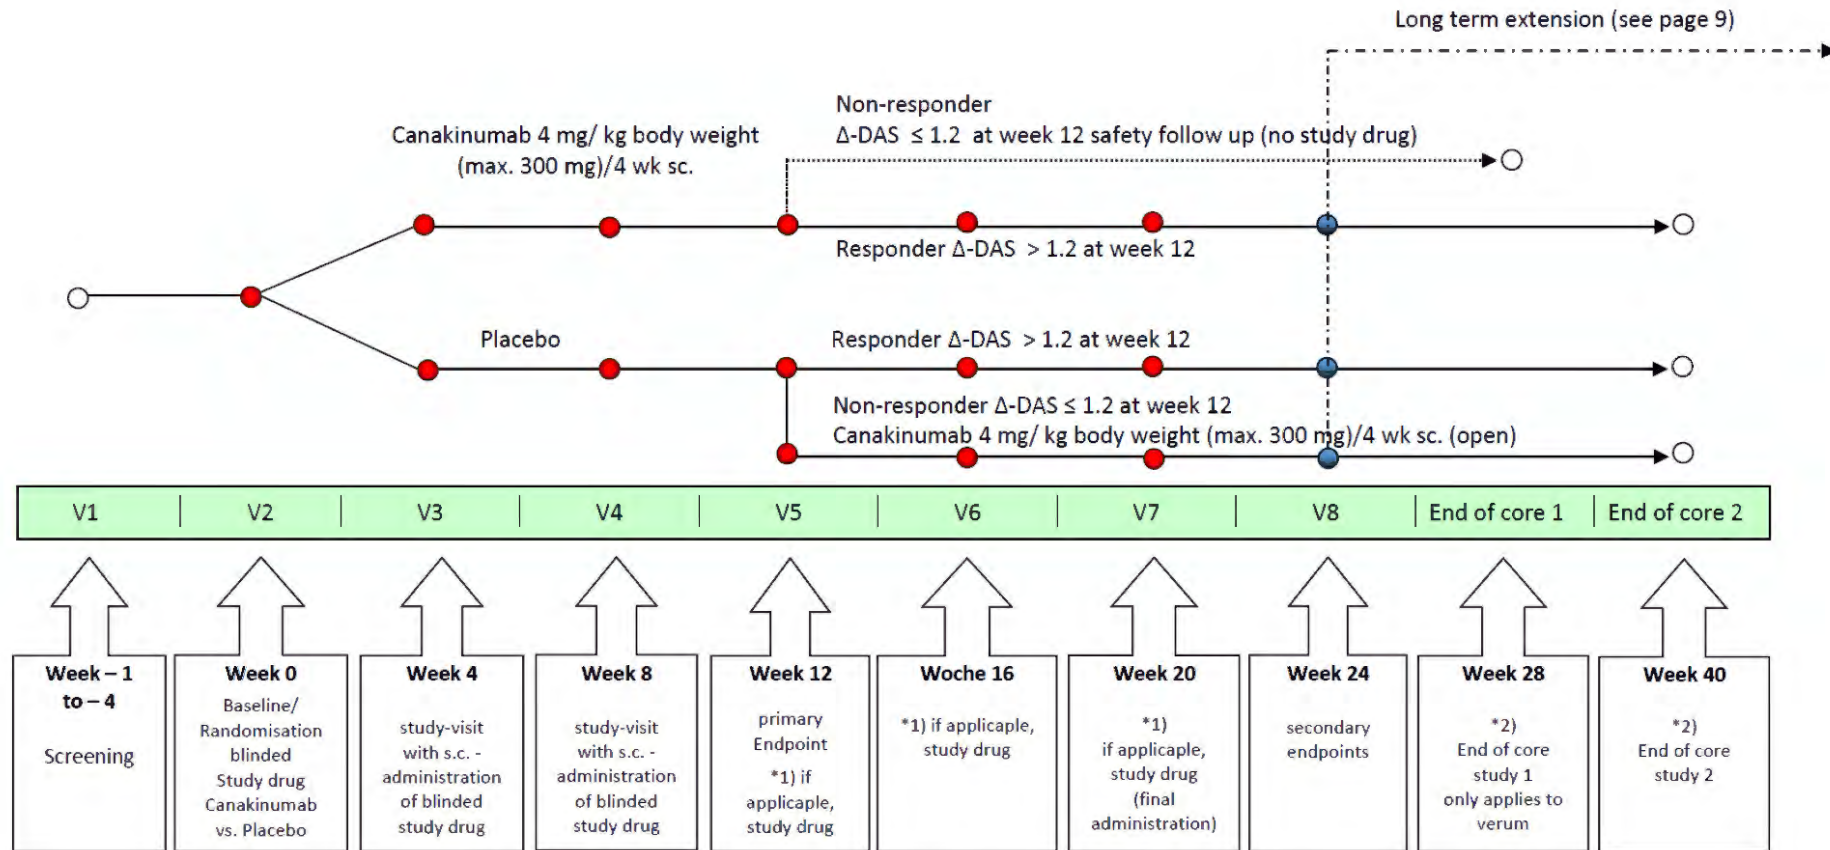 Long term extension (see page 9)
Non-responder
Δ-DAS ≤ 1.2 at week 12 safety follow up (no study drug)
Canakinumab 4 mg/ kg body weight
(max. 300 mg)/4 wk sc.
Responder Δ-DAS > 1.2 at week 12
Placebo
Responder Δ-DAS > 1.2 at week 12
Non-responder Δ-DAS ≤ 1.2 at week 12
Canakinumab 4 mg/ kg body weight (max. 300 mg)/4 wk sc. (open)
V1
V2
V3
V4
V5
V6
V7
V8
End of core 1
End of core 2
Week – 1
to – 4
Screening
Week 0
Baseline/
Randomisation
blinded
Study drug
Canakinumab
vs. Placebo
Week 4
study-visit
with s.c. -
administration
of blinded
study drug
Week 8
study-visit
with s.c. -
administration
of blinded
study drug
Week 12
primary
Endpoint
*1) if
applicaple,
study drug
Woche 16
*1) if applicaple,
study drug
Week 20
*1)
if applicaple,
study drug
(final
administration)
Week 24
secondary
endpoints
Week 28
*2)
End of core
study 1
only applies to
verum
Week 40
*2)
End of core
study 2